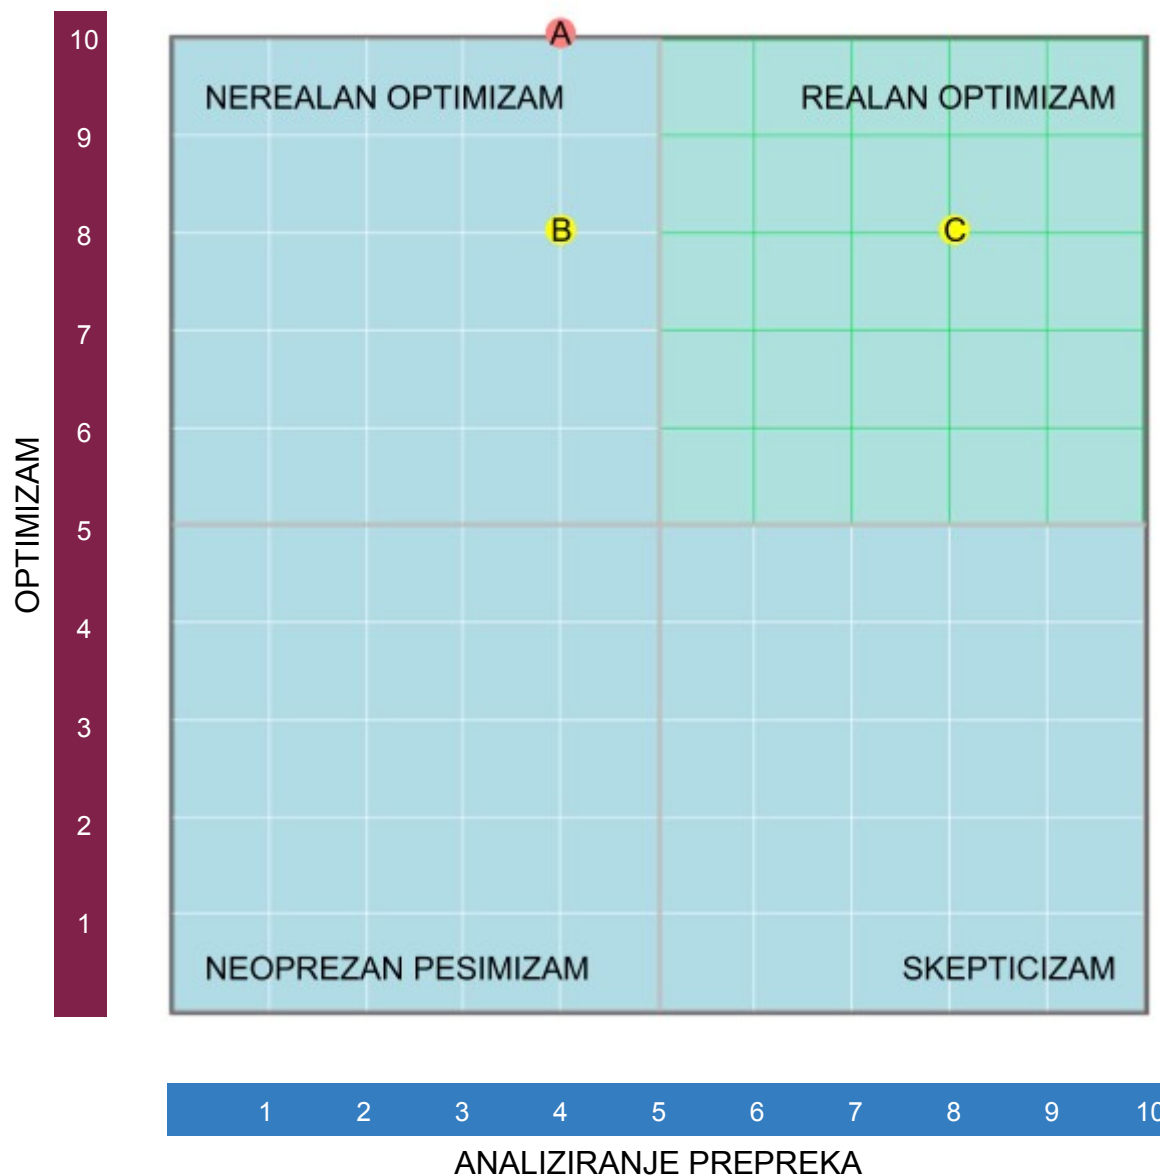 10
A
NEREALAN OPTIMIZAM
REALAN OPTIMIZAM
9
8
B
C
7
6
OPTIMIZAM
5
4
3
2
1
NEOPREZAN PESIMIZAM
SKEPTICIZAM
1 2 3 4 5 6 7 8 9 10
ANALIZIRANJE PREPREKA